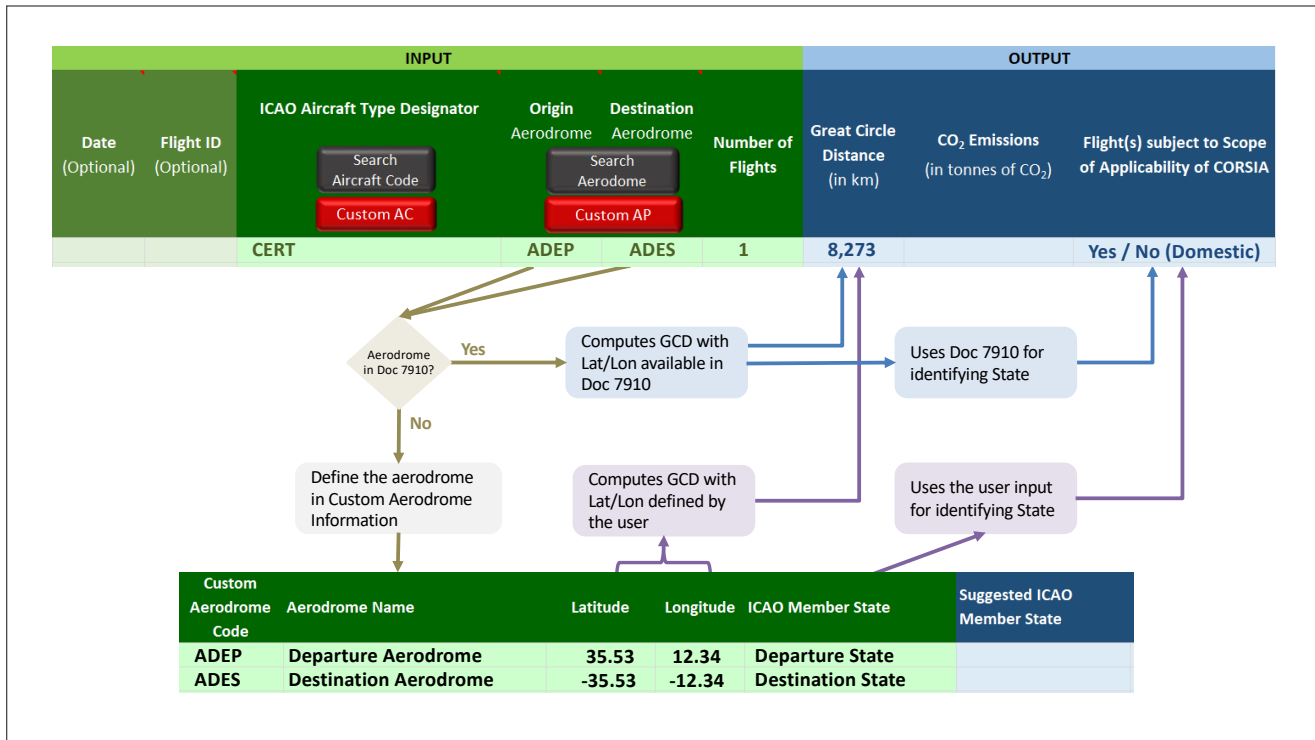 INPUT
OUTPUT
Date
(Optional)
Flight ID
(Optional)
ICAO Aircraft Type Designator
Search
Aircraft Code
Custom AC
Origin
Aerodrome
Destination
Aerodrome
Search
Aerodome
Custom AP
Number of
Flights
Great Circle
Distance
(in km)
CO₂ Emissions
(in tonnes of CO₂)
Flight(s) subject to Scope
of Applicability of CORSIA
CERT ADEP ADES 1 8,273 Yes / No (Domestic)
Aerodrome
in Doc 7910?
Yes
Computes GCD with
Lat/Lon available in
Doc 7910
Uses Doc 7910 for
identifying State
No
Define the aerodrome
in Custom Aerodrome
Information
Computes GCD with
Lat/Lon defined by
the user
Uses the user input
for identifying State
Custom
Aerodrome
Code
Aerodrome Name
Latitude
Longitude
ICAO Member State
Suggested ICAO
Member State
ADEP Departure Aerodrome 35.53 12.34 Departure State
ADES Destination Aerodrome -35.53 -12.34 Destination State